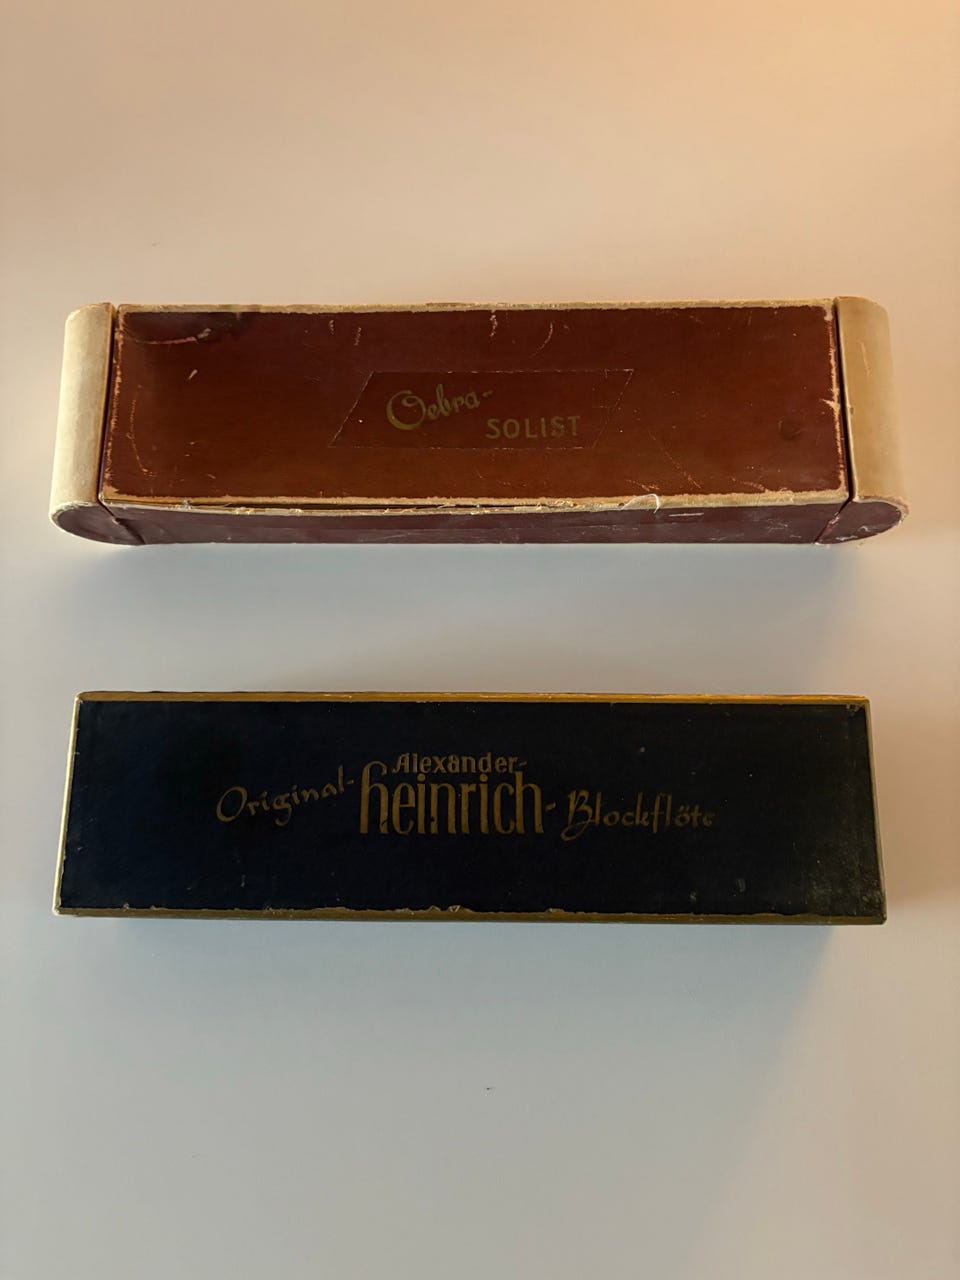 Oebra-
SOLIST
Original-Alexander-heinrich-Blockflöte